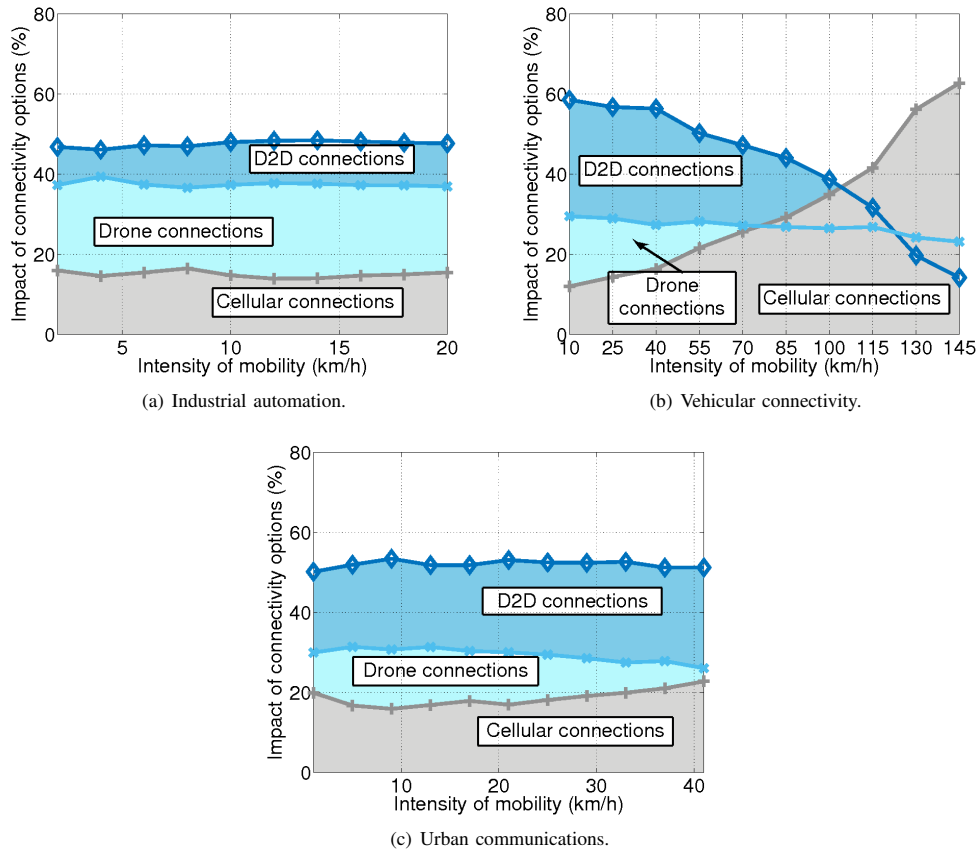 Impact of connectivity options (%)
80
60
40
20
0
D2D connections
Drone connections
Cellular connections
5 10 15 20
Intensity of mobility (km/h)
(a) Industrial automation.
Impact of connectivity options (%)
80
60
40
20
0
D2D connections
Drone
connections
Cellular connections
10 25 40 55 70 85 100 115 130 145
Intensity of mobility (km/h)
(b) Vehicular connectivity.
Impact of connectivity options (%)
80
60
40
20
0
D2D connections
Drone connections
Cellular connections
10 20 30 40
Intensity of mobility (km/h)
(c) Urban communications.